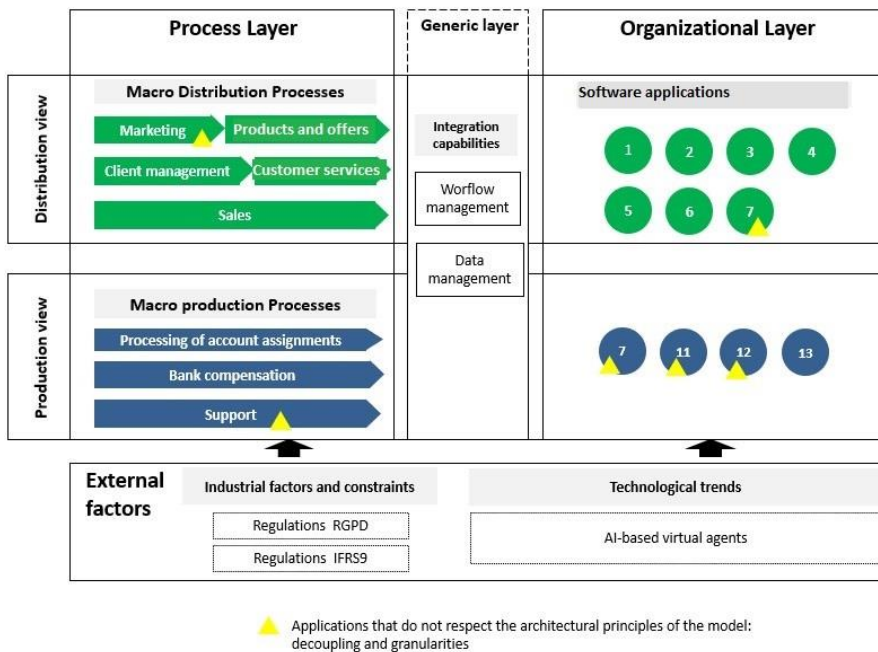 Process Layer
Generic layer
Organizational Layer
Distribution view
Macro Distribution Processes
Marketing
Products and offers
Client management
Customer services
Sales
Integration
capabilities
Worflow
management
Data
management
Software applications
1
2
3
4
5
6
7
Production view
Macro production Processes
Processing of account assignments
Bank compensation
Support
7
11
12
13
External
factors
Industrial factors and constraints
Regulations RGPD
Regulations IFRS9
Technological trends
AI-based virtual agents
Applications that do not respect the architectural principles of the model:
decoupling and granularities